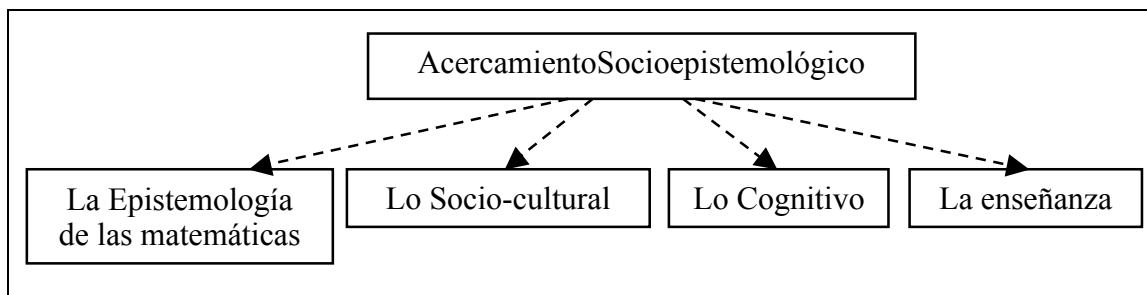 AcercamientoSocioepistemológico
La Epistemología
de las matemáticas
Lo Socio-cultural
Lo Cognitivo
La enseñanza